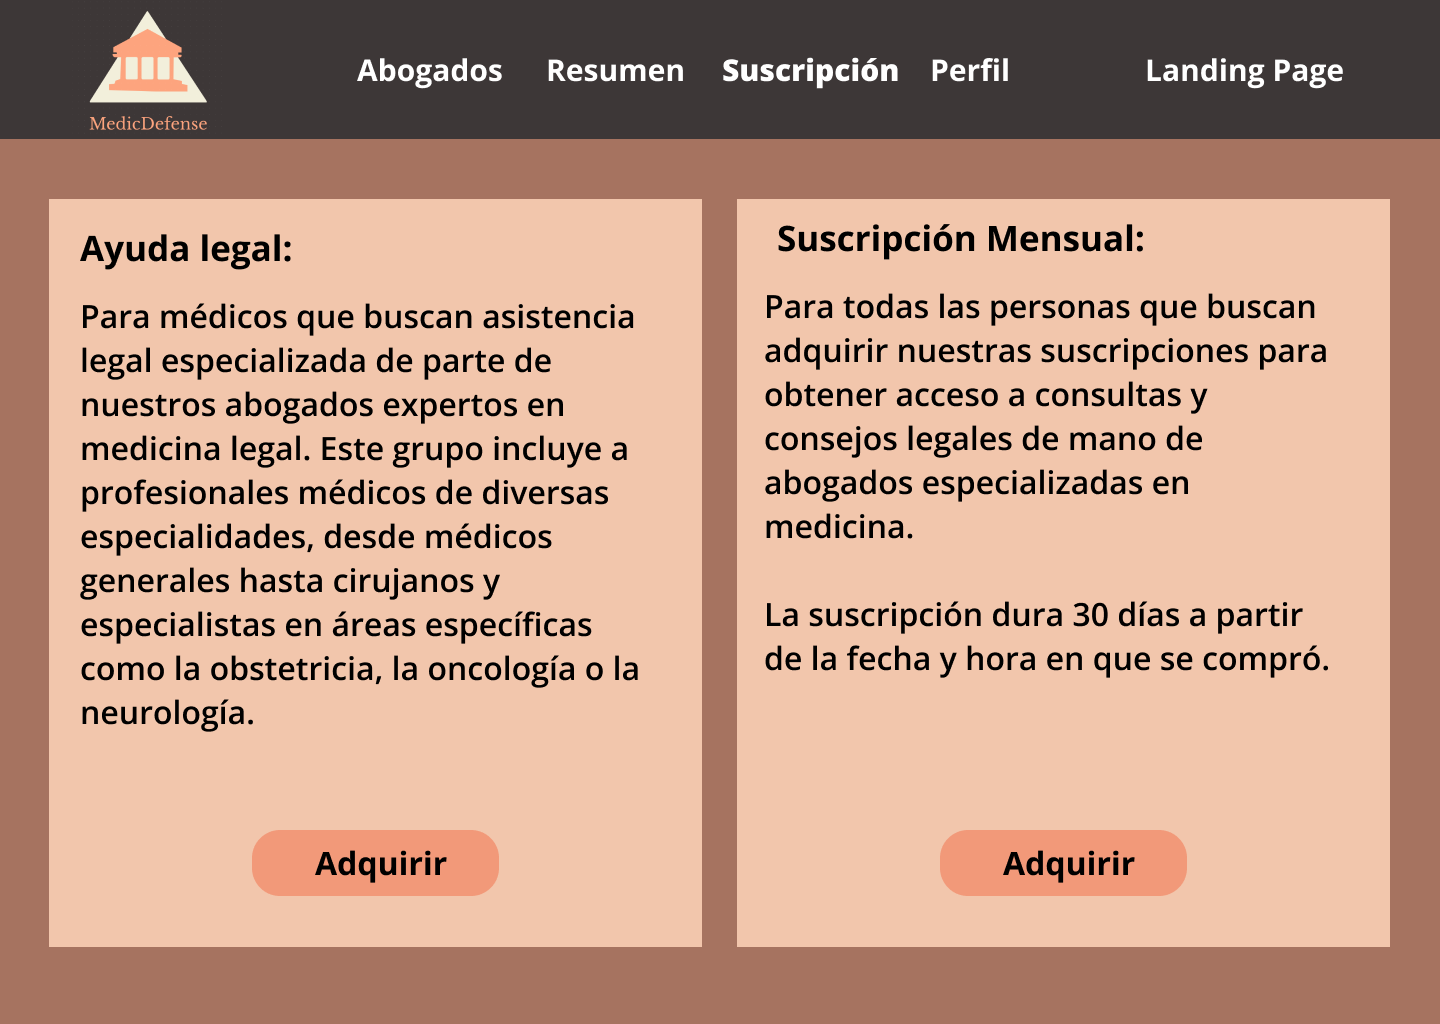 MedicDefense
Abogados
Resumen
Suscripción
Perfil
Landing Page
Ayuda legal:
Para médicos que buscan asistencia
legal especializada de parte de
nuestros abogados expertos en
medicina legal. Este grupo incluye a
profesionales médicos de diversas
especialidades, desde médicos
generales hasta cirujanos y
especialistas en áreas específicas
como la obstetricia, la oncología o la
neurología.
Adquirir
Suscripción Mensual:
Para todas las personas que buscan
adquirir nuestras suscripciones para
obtener acceso a consultas y
consejos legales de mano de
abogados especializadas en
medicina.
La suscripción dura 30 días a partir
de la fecha y hora en que se compró.
Adquirir